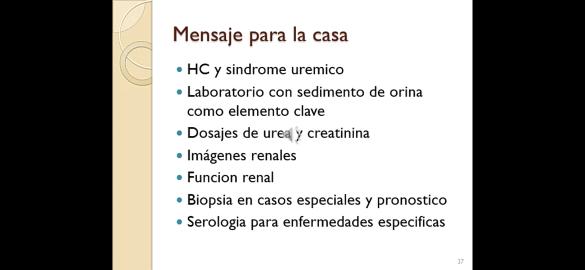 Mensaje para la casa
HC y sindrome uremico
Laboratorio con sedimento de orina
como elemento clave
Dosajes de urea y creatinina
Imágenes renales
Funcion renal
Biopsia en casos especiales y pronostico
Serologia para enfermedades especificas
37